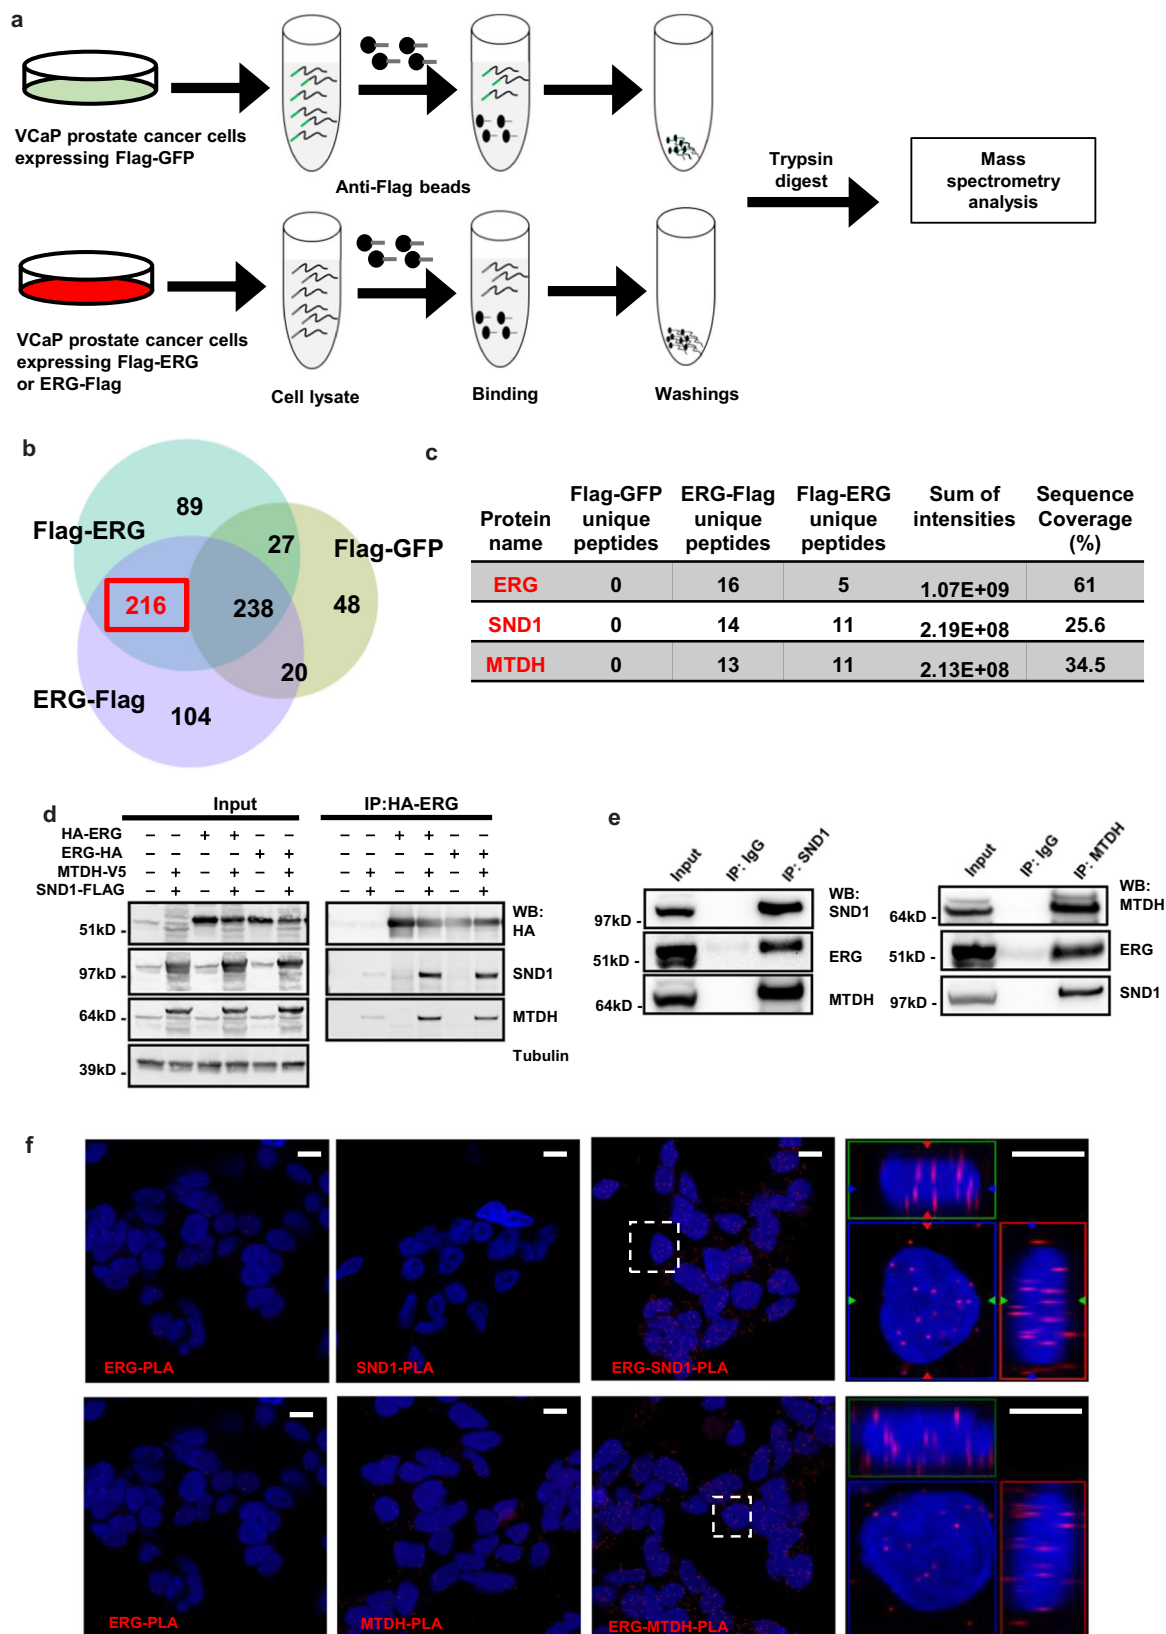 a
VCaP prostate cancer cells
expressing Flag-GFP
Anti-Flag beads
Trypsin
digest
Mass
spectrometry
analysis
VCaP prostate cancer cells
expressing Flag-ERG
or ERG-Flag
Cell lysate
Binding
Washings
b
Flag-ERG
89
27
Flag-GFP
216
238
48
20
ERG-Flag
104
c
Protein name Flag-GFP unique peptides ERG-Flag unique peptides Flag-ERG unique peptides Sum of intensities Sequence Coverage (%)
ERG 0 16 5 1.07E+09 61
SND1 0 14 11 2.19E+08 25.6
MTDH 0 13 11 2.13E+08 34.5
d
Input IP:HA-ERG
HA-ERG – – + + – – – – + + – –
ERG-HA – – – – + + – – – – + +
MTDH-V5 – + – + – + – + – + – +
SND1-FLAG – + – + – + – + – + – +
51kD
WB:
HA
97kD
SND1
64kD
MTDH
39kD
Tubulin
e
Input IP: IgG IP: SND1
97kD
WB:
SND1
51kD
ERG
64kD
MTDH
Input IP: IgG IP: MTDH
64kD
WB:
MTDH
51kD
ERG
97kD
SND1
f
ERG-PLA
SND1-PLA
ERG-SND1-PLA
ERG-PLA
MTDH-PLA
ERG-MTDH-PLA